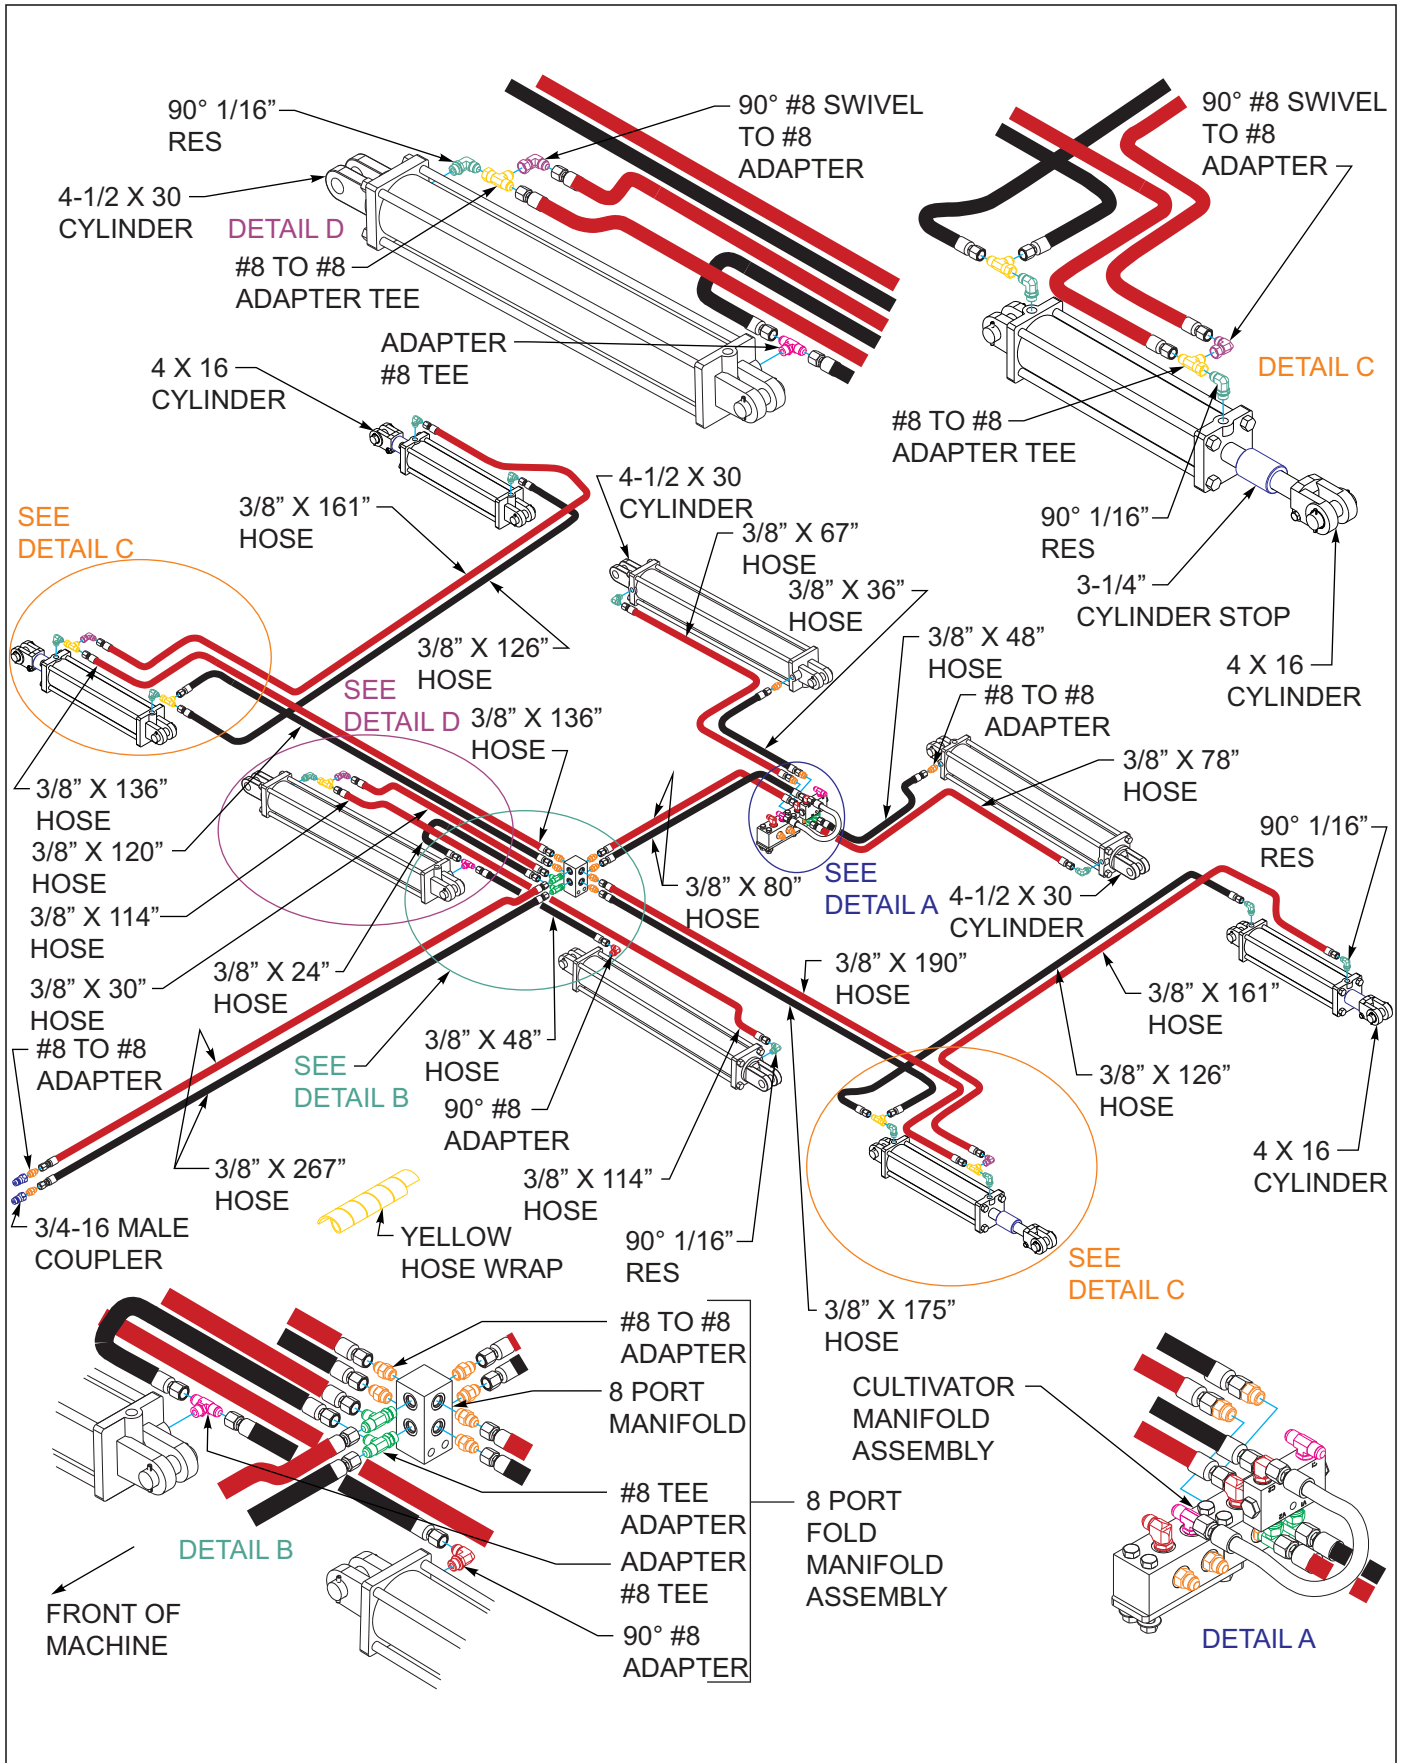 90° 1/16”
RES
4-1/2 X 30
CYLINDER
DETAIL D
#8 TO #8
ADAPTER TEE
90° #8 SWIVEL
TO #8
ADAPTER
ADAPTER
#8 TEE
90° #8 SWIVEL
TO #8
ADAPTER
DETAIL C
#8 TO #8
ADAPTER TEE
90° 1/16”
RES
3-1/4”
CYLINDER STOP
4 X 16
CYLINDER
4 X 16
CYLINDER
3/8” X 161”
HOSE
SEE
DETAIL C
3/8” X 126”
HOSE
4-1/2 X 30
CYLINDER
3/8” X 67”
HOSE
3/8” X 36”
HOSE
3/8” X 48”
HOSE
#8 TO #8
ADAPTER
3/8” X 78”
HOSE
SEE
DETAIL D
3/8” X 136”
HOSE
3/8” X 136”
HOSE
3/8” X 120”
HOSE
3/8” X 114”
HOSE
3/8” X 30”
HOSE
3/8” X 24”
HOSE
3/8” X 80”
HOSE
SEE
DETAIL A
4-1/2 X 30
CYLINDER
90° 1/16”
RES
#8 TO #8
ADAPTER
SEE
DETAIL B
3/8” X 48”
HOSE
90° #8
ADAPTER
3/8” X 190”
HOSE
3/8” X 161”
HOSE
3/8” X 126”
HOSE
4 X 16
CYLINDER
3/8” X 267”
HOSE
3/4-16 MALE
COUPLER
YELLOW
HOSE WRAP
3/8” X 114”
HOSE
90° 1/16”
RES
3/8” X 175”
HOSE
SEE
DETAIL C
#8 TO #8
ADAPTER
8 PORT
MANIFOLD
#8 TEE
ADAPTER
ADAPTER
#8 TEE
90° #8
ADAPTER
8 PORT
FOLD
MANIFOLD
ASSEMBLY
DETAIL B
FRONT OF
MACHINE
CULTIVATOR
MANIFOLD
ASSEMBLY
DETAIL A